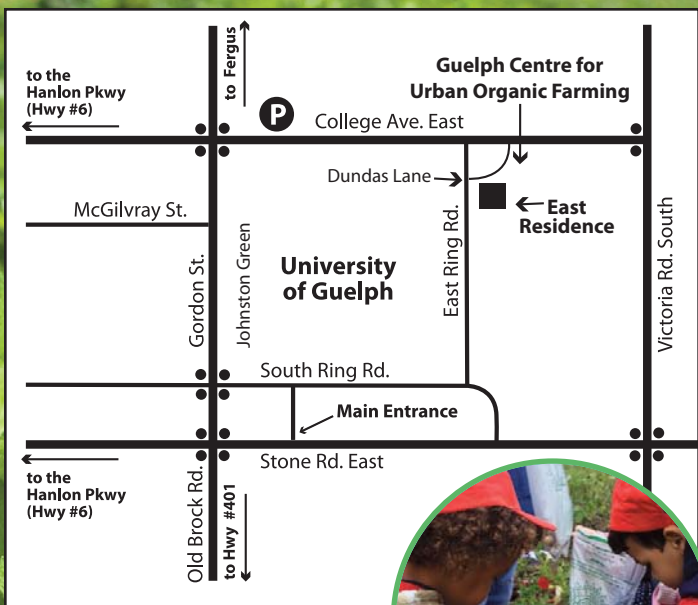 to the
Hanlon Pkwy
(Hwy #6)
to Fergus
P
College Ave. East
Guelph Centre for
Urban Organic Farming
Dundas Lane
McGilvray St.
East
Residence
Gordon St.
Johnston Green
University
of Guelph
East Ring Rd.
Victoria Rd. South
South Ring Rd.
Main Entrance
Stone Rd. East
to the
Hanlon Pkwy
(Hwy #6)
Old Brock Rd.
to Hwy #401